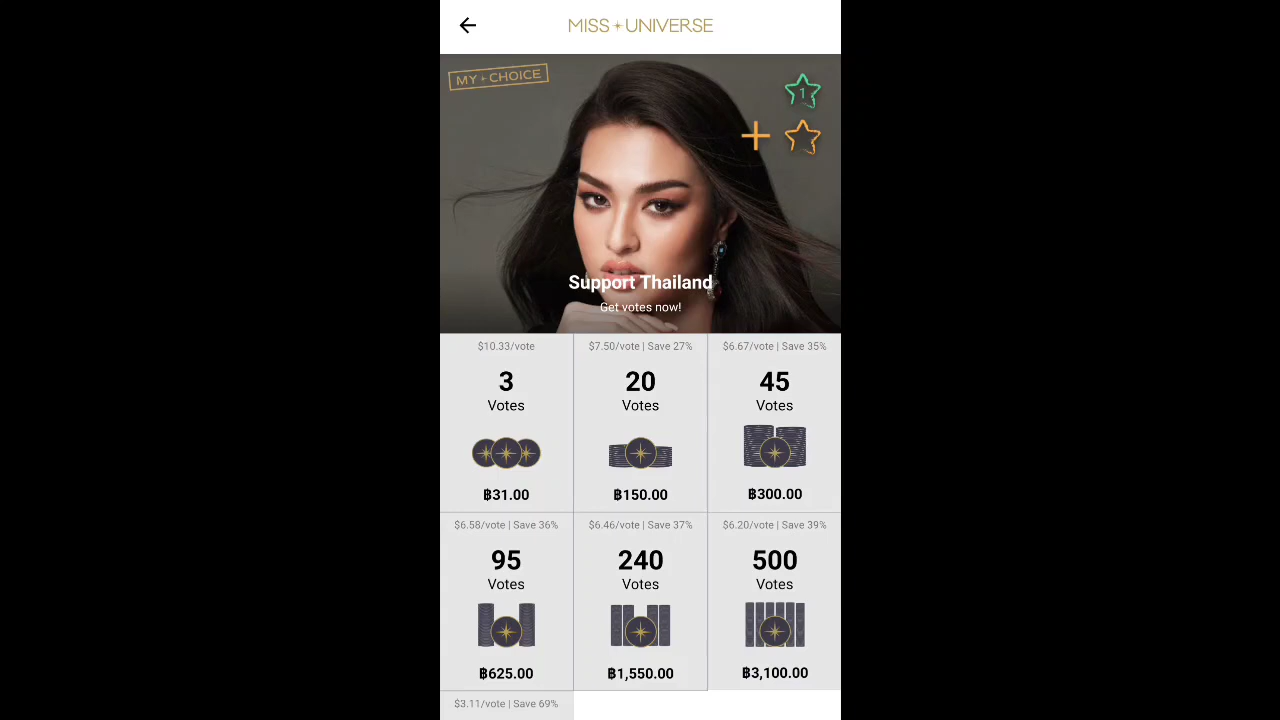 MISS UNIVERSE
MY CHOICE
1
Support Thailand
Get votes now!
$10.33/vote
3
Votes
฿31.00
$7.50/vote | Save 27%
20
Votes
฿150.00
$6.67/vote | Save 35%
45
Votes
฿300.00
$6.58/vote | Save 36%
95
Votes
฿625.00
$6.46/vote | Save 37%
240
Votes
฿1,550.00
$6.20/vote | Save 39%
500
Votes
฿3,100.00
$3.11/vote | Save 69%